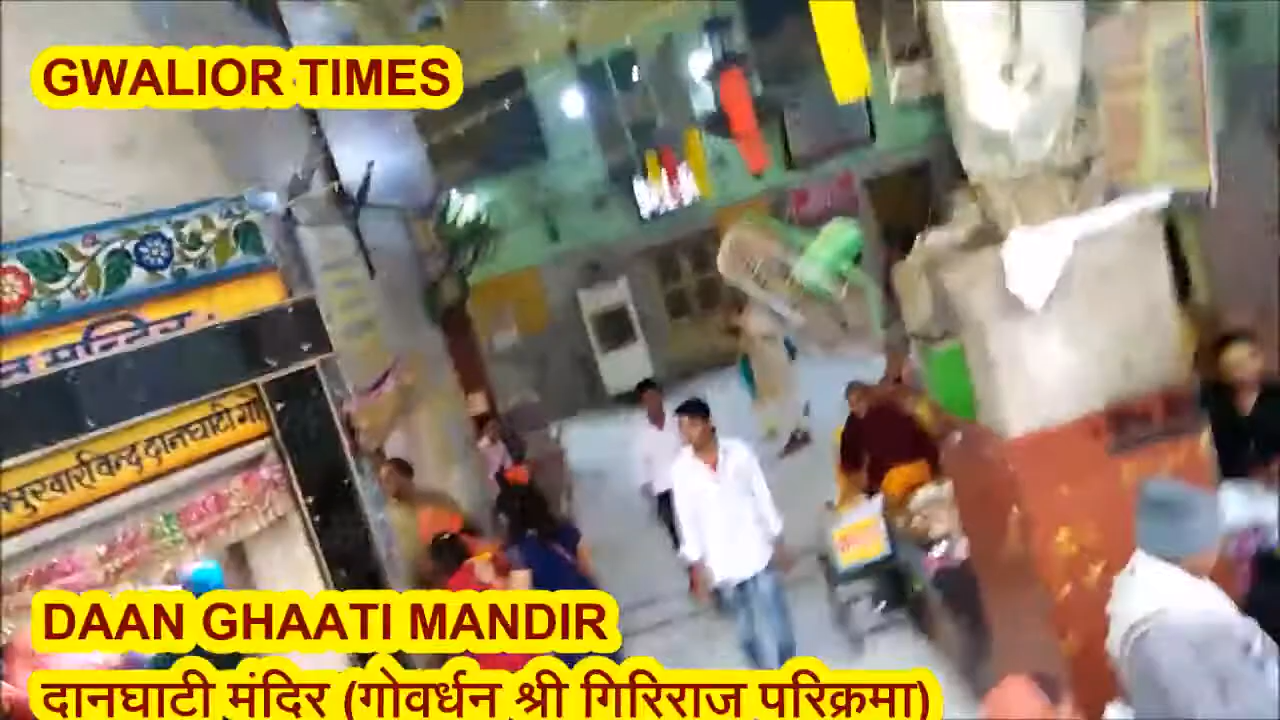 GWALIOR TIMES
मन्दिर
मुखारविन्द दानघाटी गो
DAAN GHAATI MANDIR
दानघाटी मंदिर (गोवर्धन श्री गिरिराज परिक्रमा)